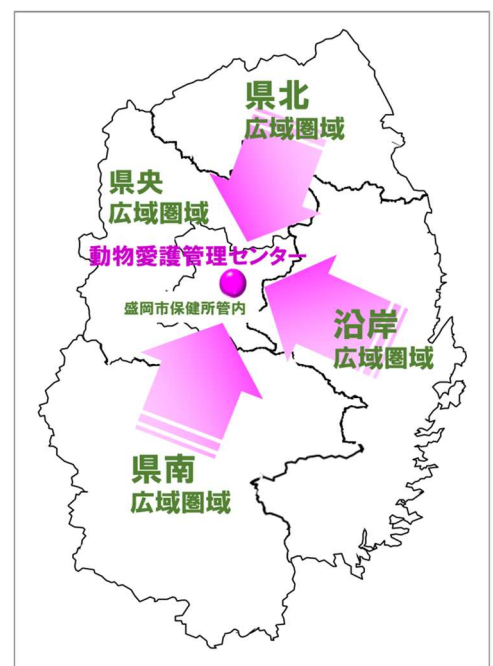 県北
広域圏域
県央
広域圏域
動物愛護管理センター
盛岡市保健所管内
沿岸
広域圏域
県南
広域圏域